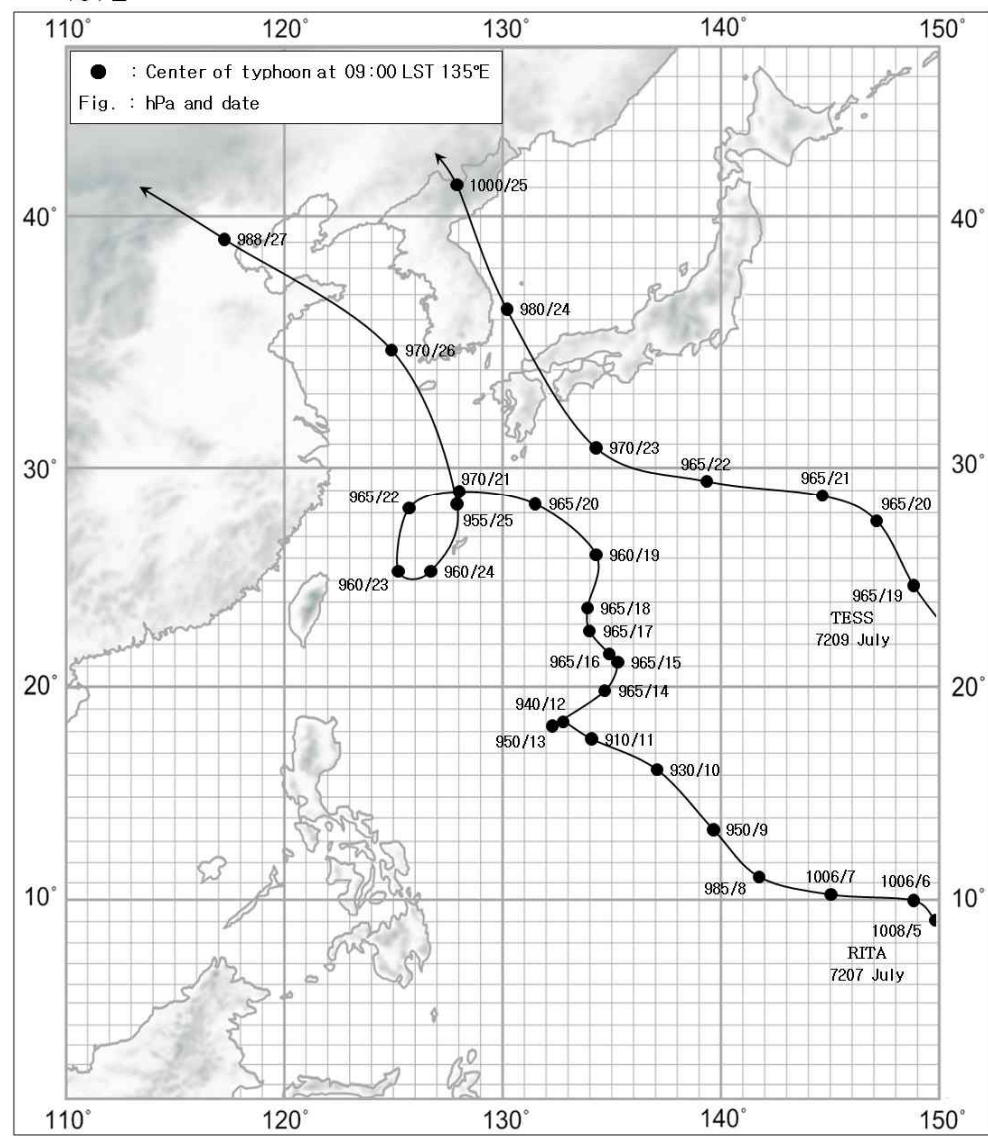 110° 120° 130° 140° 150°
● : Center of typhoon at 09:00 LST 135°E
Fig. : hPa and date
1000/25
40° 40°
988/27
980/24
970/26
970/23
30° 970/21 965/22 965/21 30°
965/22 965/20 965/20
955/25
960/19
960/23 960/24
965/19
965/18
TESS
965/17
7209 July
965/16 965/15
20° 965/14 20°
940/12
950/13 910/11
930/10
950/9
985/8 1006/7 1006/6
10° 10°
1008/5
RITA
7207 July
110° 120° 130° 140° 150°